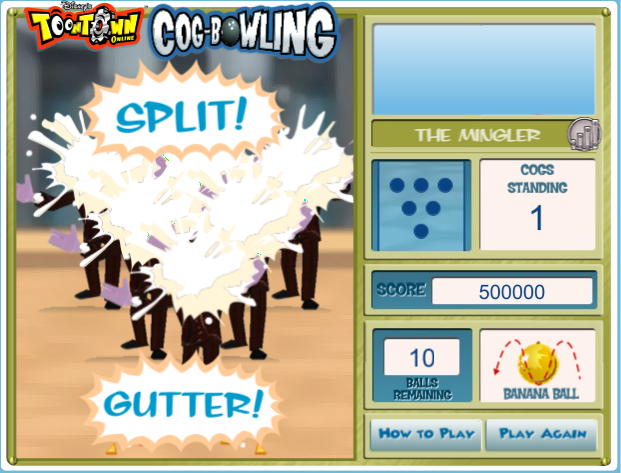 Disney's
TOONTOWN
ONLINE
COG-BOWLING
SPLIT!
GUTTER!
THE MINGLER
COGS
STANDING
1
SCORE 500000
10
BALLS
REMAINING
BANANA BALL
HOW TO PLAY
PLAY AGAIN